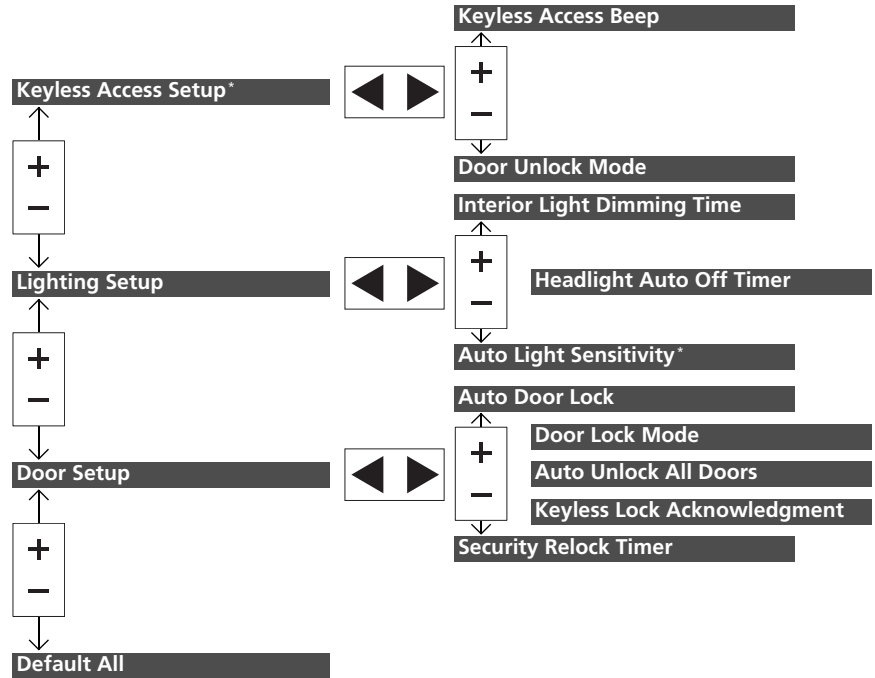 Keyless Access Beep
Keyless Access Setup*
+
−
Door Unlock Mode
+
−
Interior Light Dimming Time
Lighting Setup
+
−
Headlight Auto Off Timer
Auto Light Sensitivity*
+
−
Auto Door Lock
Door Setup
+
−
Door Lock Mode
Auto Unlock All Doors
Keyless Lock Acknowledgment
Security Relock Timer
+
−
Default All